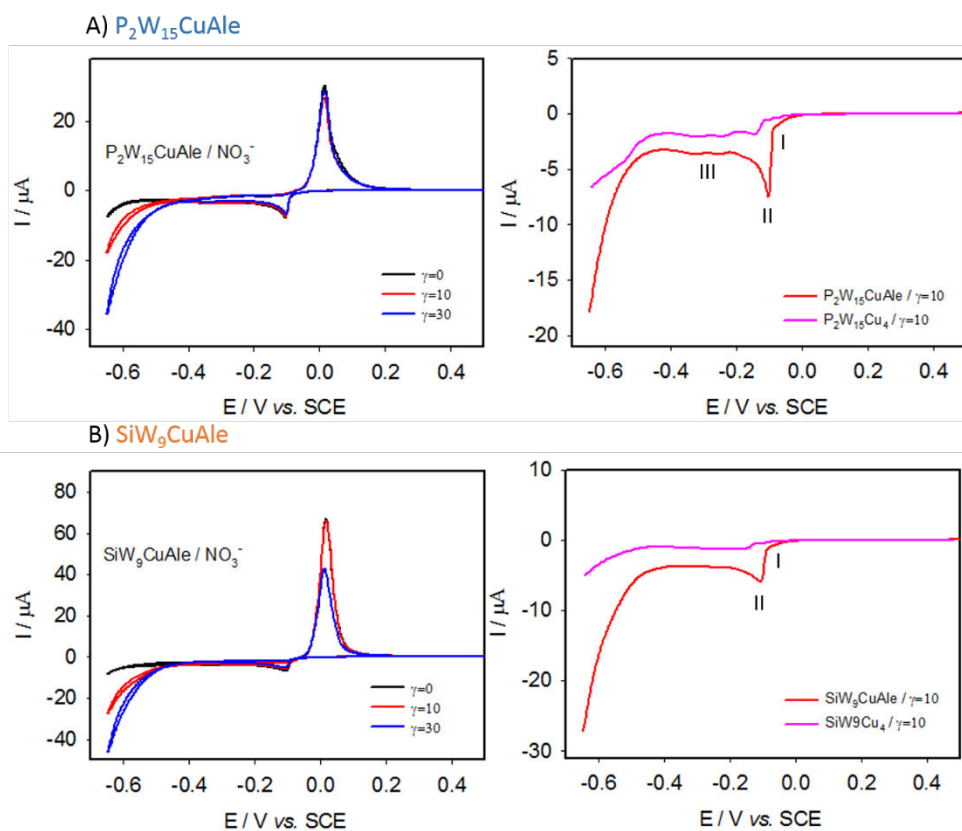 A) P₂W₁₅CuAle
20
0
-20
-40
I / μA
P₂W₁₅CuAle / NO₃⁻
γ=0
γ=10
γ=30
-0.6 -0.4 -0.2 0.0 0.2 0.4
E / V vs. SCE
5
0
-5
-10
-15
-20
I / μA
I
II
III
P₂W₁₅CuAle / γ=10
P₂W₁₅Cu₄ / γ=10
-0.6 -0.4 -0.2 0.0 0.2 0.4
E / V vs. SCE
B) SiW₉CuAle
80
60
40
20
0
-20
-40
I / μA
SiW₉CuAle / NO₃⁻
γ=0
γ=10
γ=30
-0.6 -0.4 -0.2 0.0 0.2 0.4
E / V vs. SCE
10
0
-10
-20
-30
I / μA
I
II
SiW₉CuAle / γ=10
SiW9Cu₄ / γ=10
-0.6 -0.4 -0.2 0.0 0.2 0.4
E / V vs. SCE